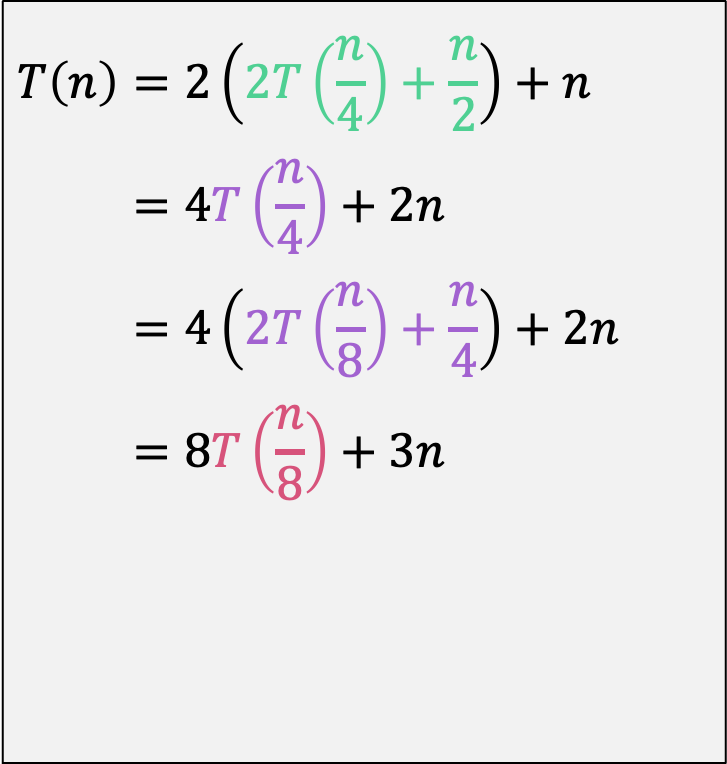 T(n) = 2(2T(n/4) + n/2) + n
= 4T(n/4) + 2n
= 4(2T(n/8) + n/4) + 2n
= 8T(n/8) + 3n